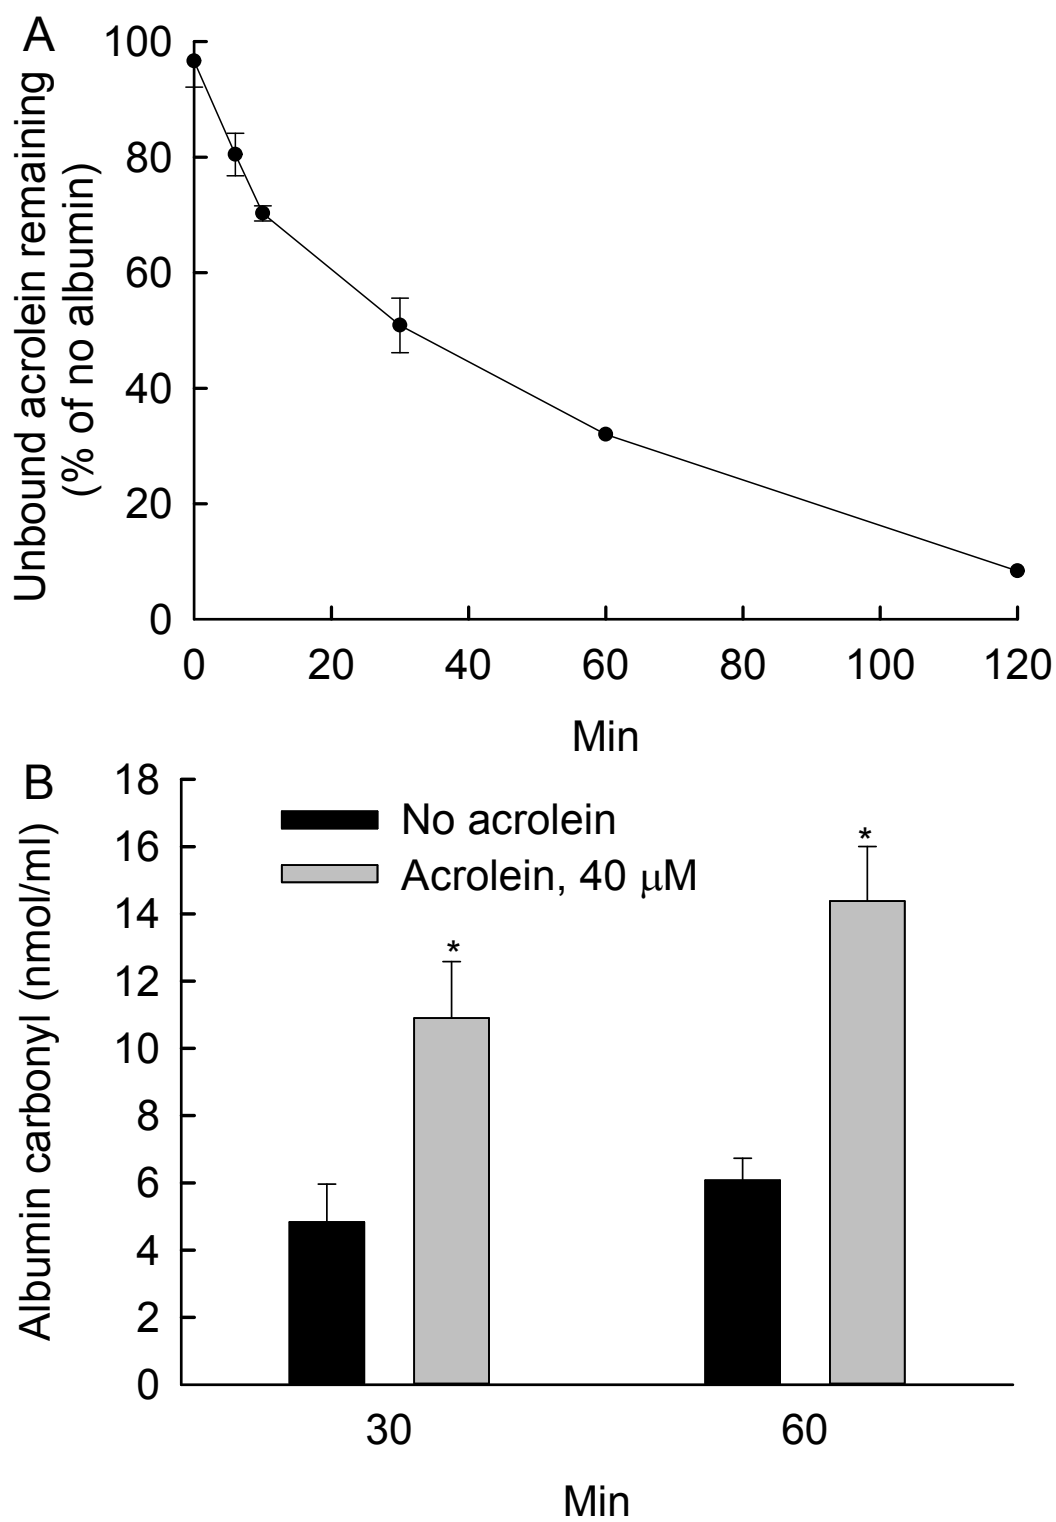 A
Unbound acrolein remaining
(% of no albumin)
100
80
60
40
20
0
0 20 40 60 80 100 120
Min
B
Albumin carbonyl (nmol/ml)
18
16
14
12
10
8
6
4
2
0
No acrolein
Acrolein, 40 μM
*
*
30 60
Min